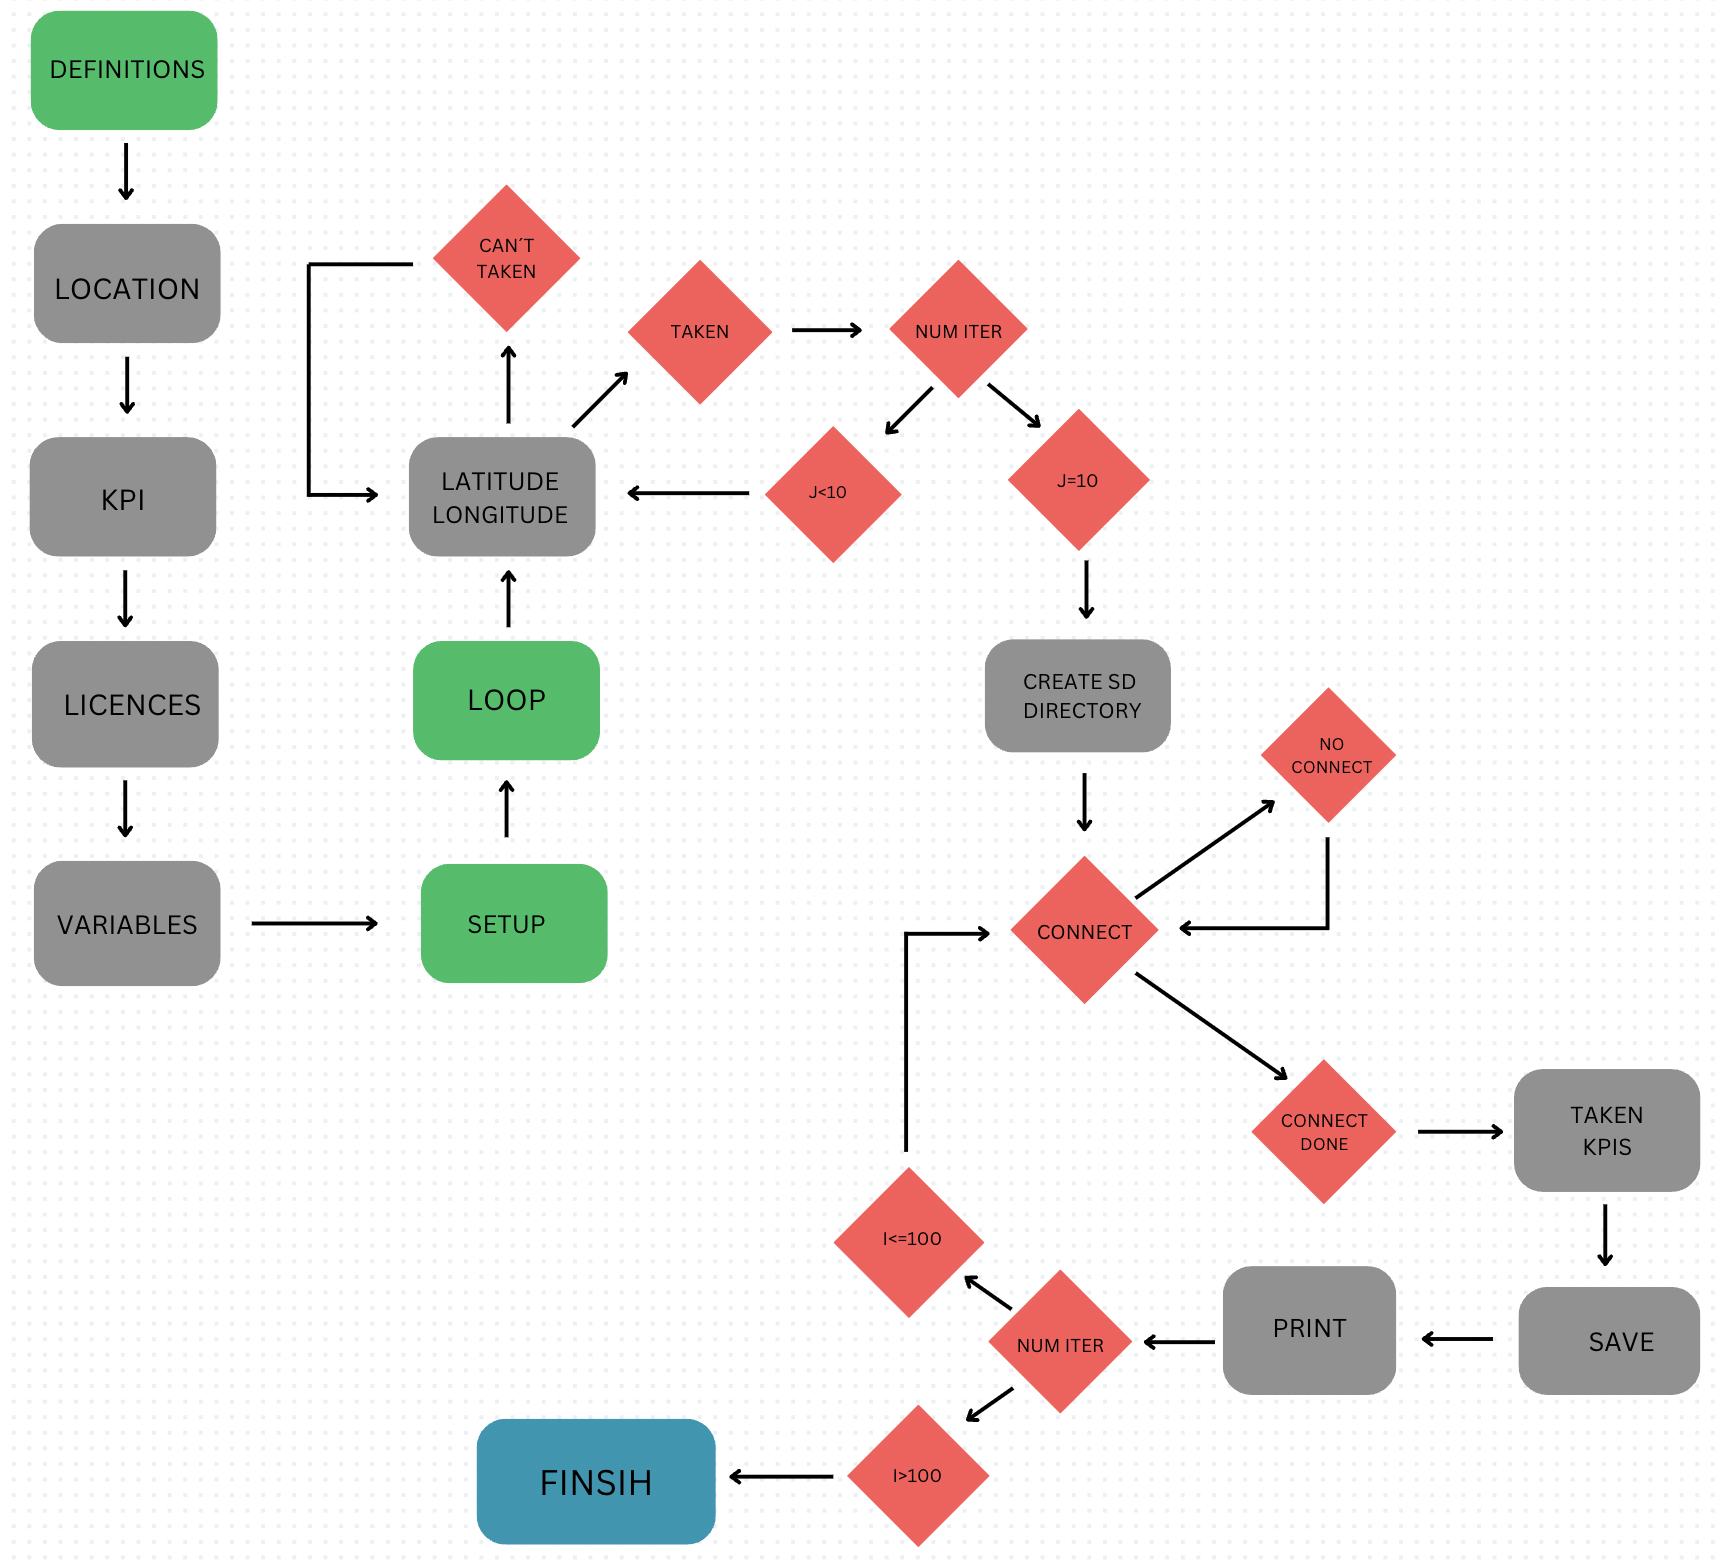 DEFINITIONS
LOCATION
KPI
LICENCES
VARIABLES
SETUP
LOOP
LATITUDE
LONGITUDE
CAN´T
TAKEN
TAKEN
NUM ITER
J<10
J=10
CREATE SD
DIRECTORY
CONNECT
NO
CONNECT
CONNECT
DONE
TAKEN
KPIS
SAVE
PRINT
NUM ITER
I<=100
I>100
FINSIH